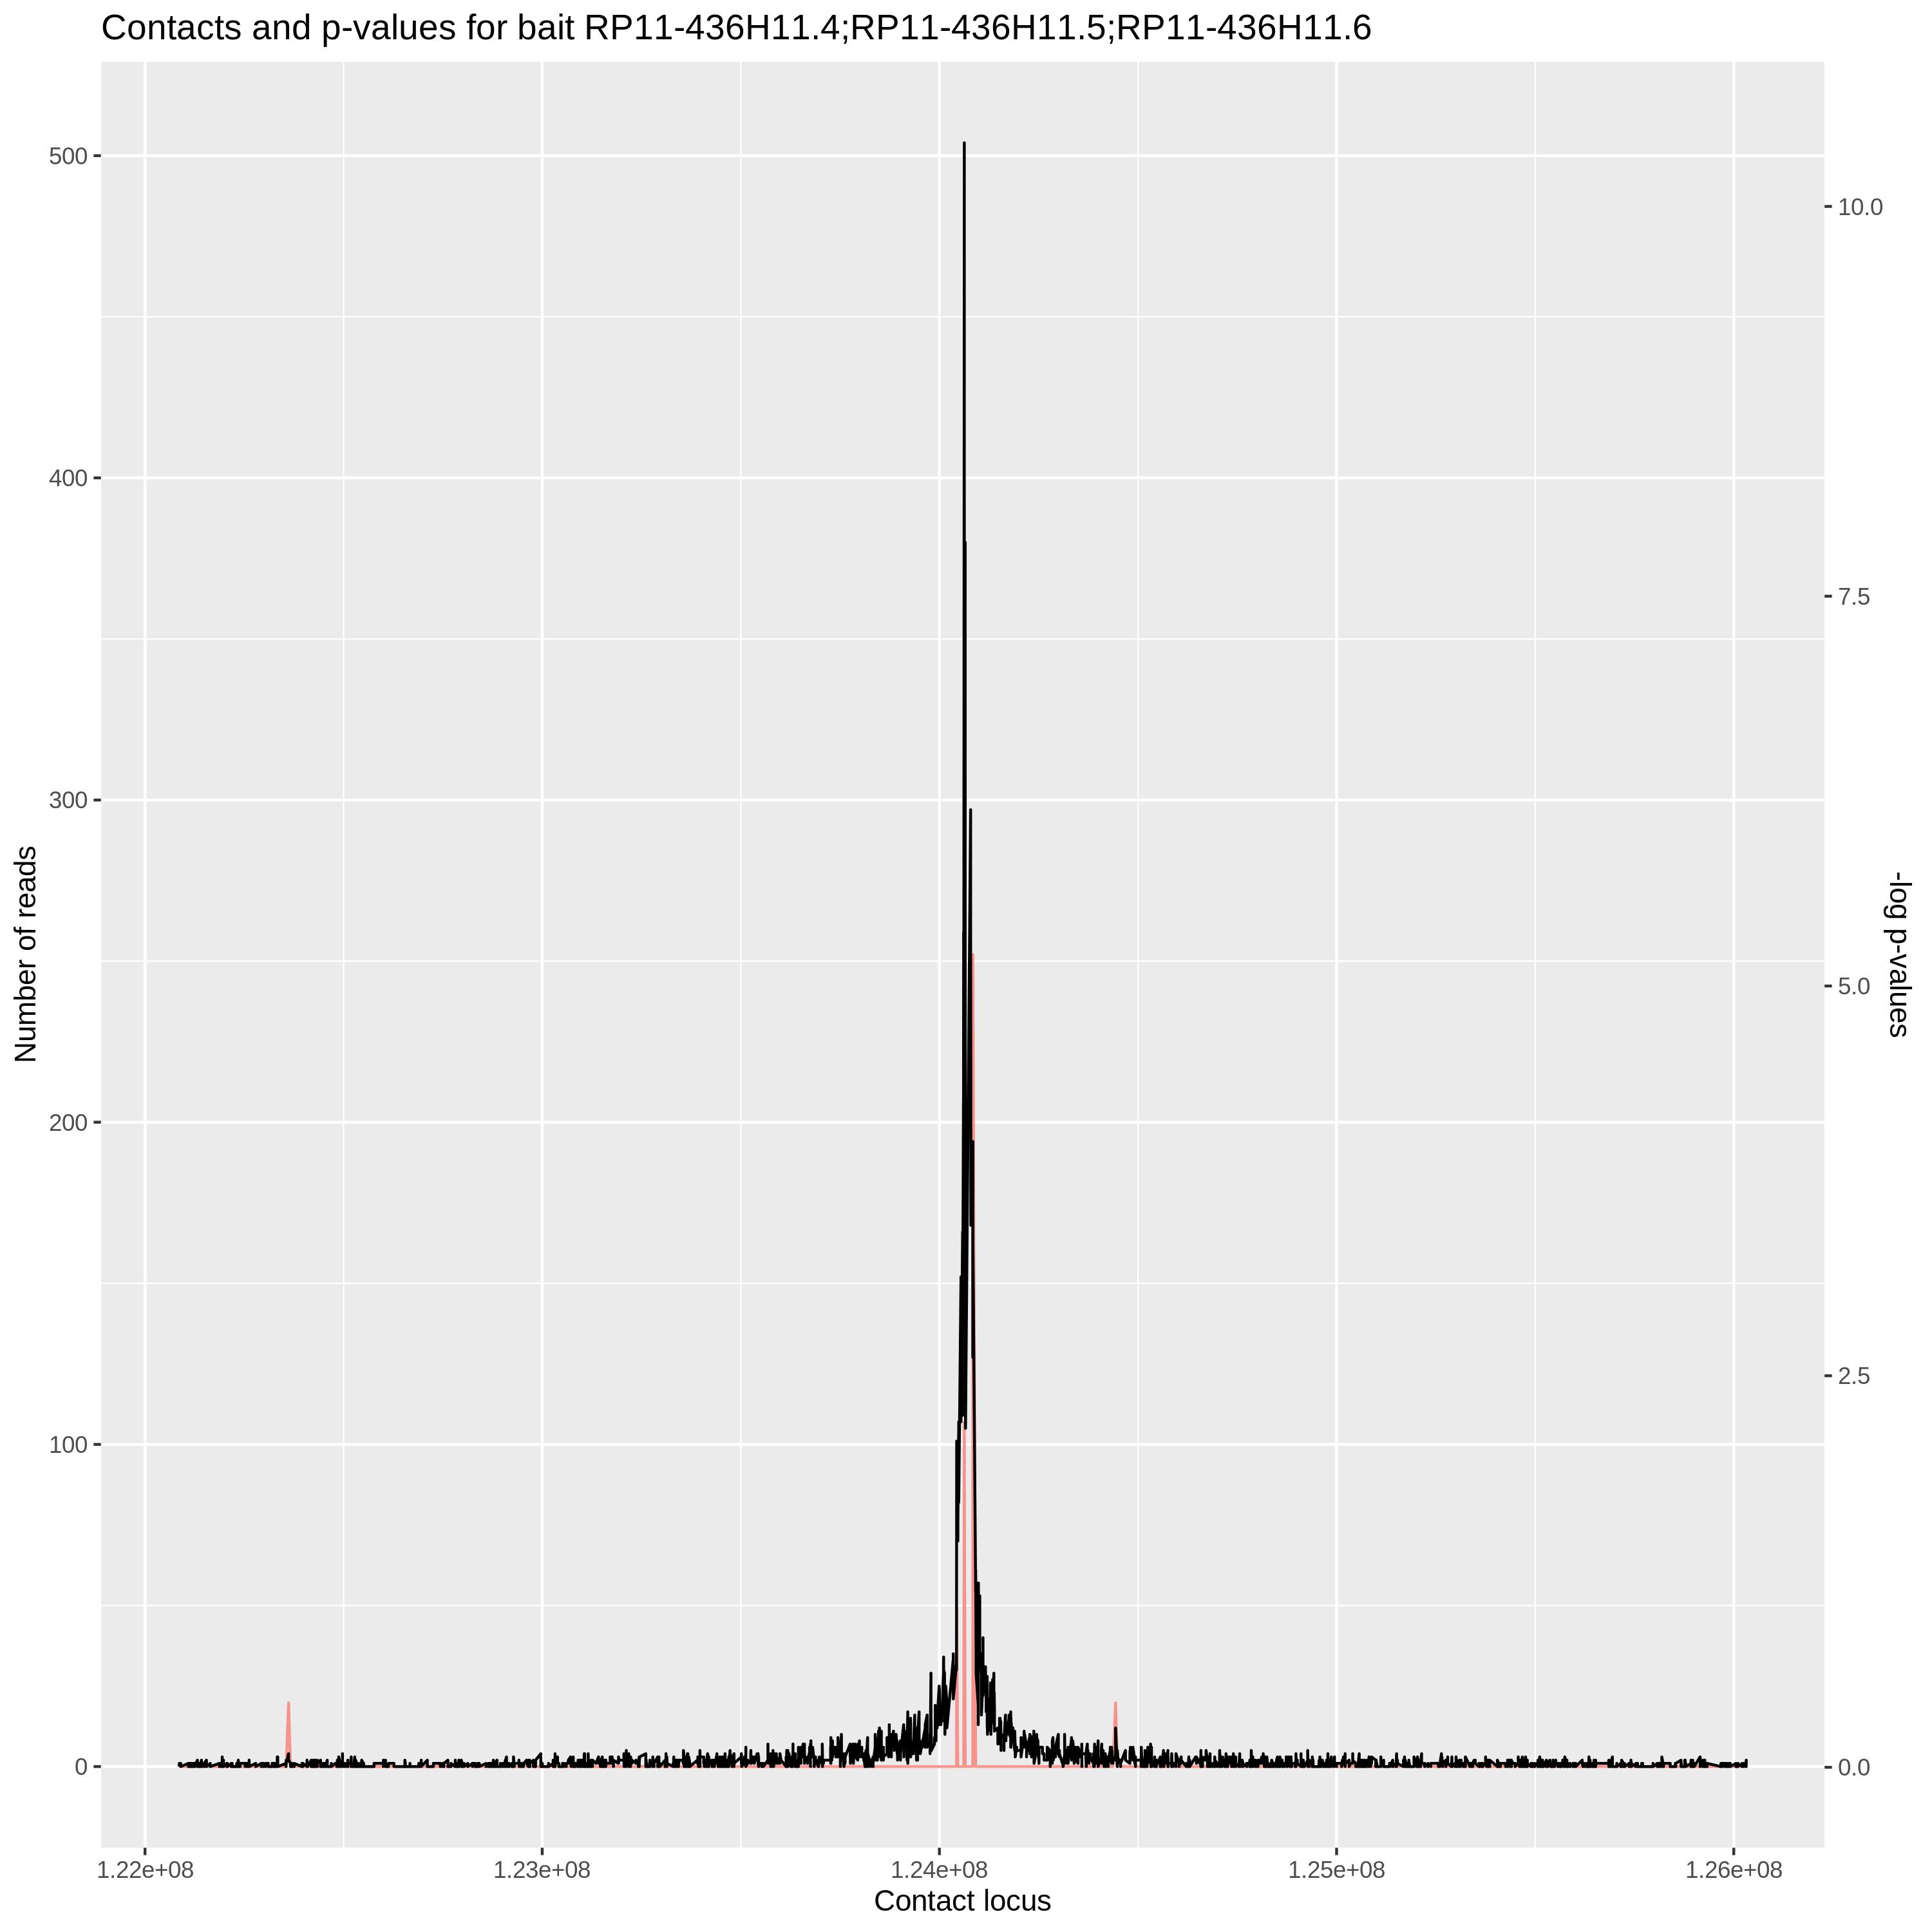 Contacts and p-values for bait RP11-436H11.4;RP11-436H11.5;RP11-436H11.6
500
400
300
200
100
0
Number of reads
10.0
7.5
5.0
2.5
0.0
-log p-values
1.22e+08 1.23e+08 1.24e+08 1.25e+08 1.26e+08
Contact locus